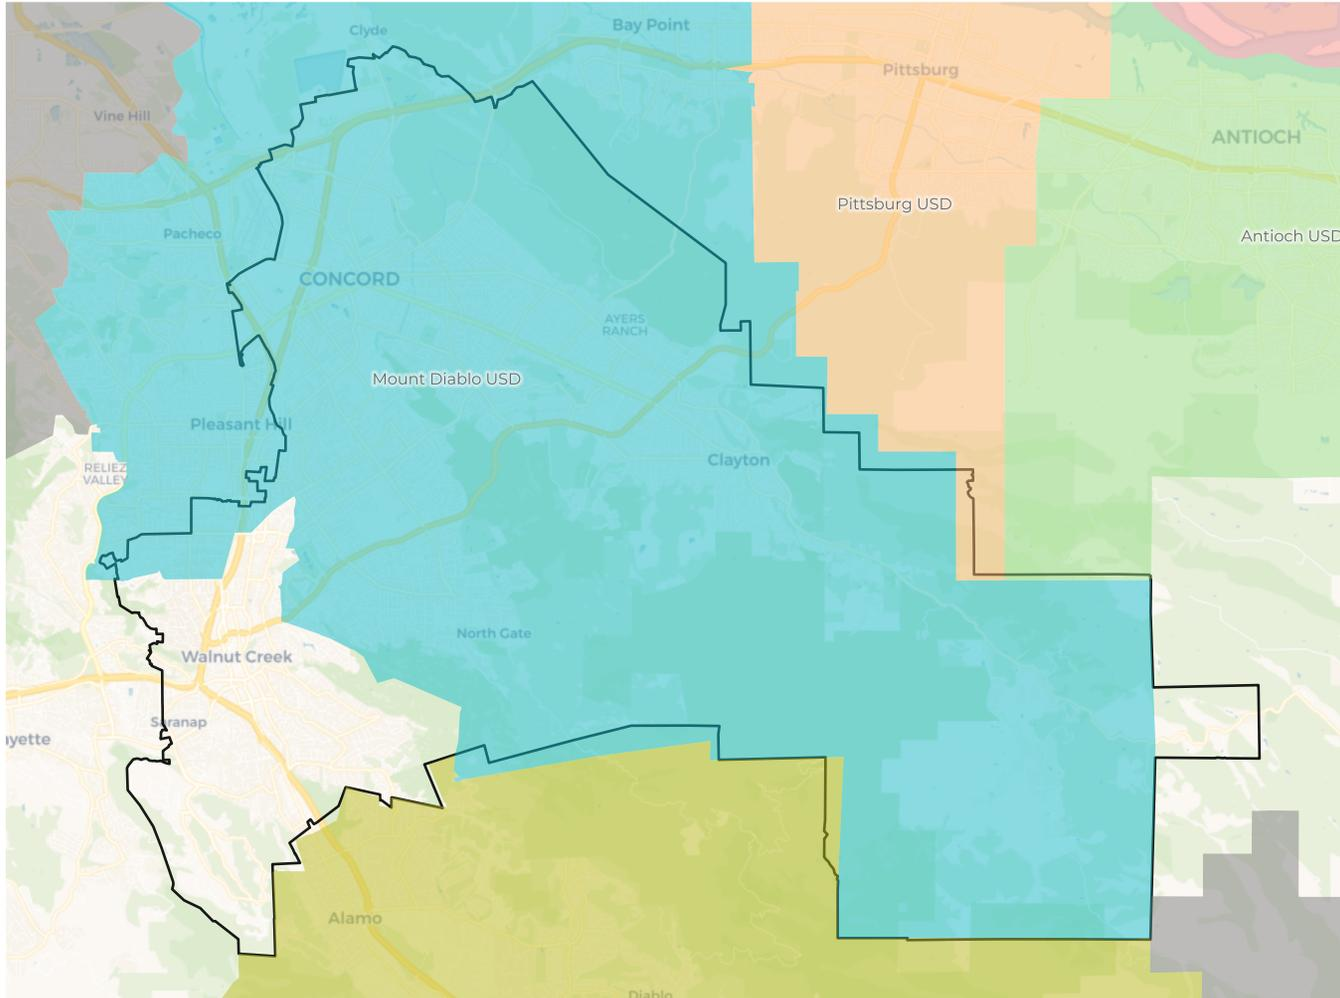 Clyde
Bay Point
Pittsburg
Vine Hill
ANTIOCH
Pittsburg USD
Pacheco
Antioch USD
CONCORD
AYERS
RANCH
Mount Diablo USD
Pleasant Hill
Clayton
RELIEZ
VALLEY
North Gate
Walnut Creek
Saranap
ayette
Alamo
Diablo